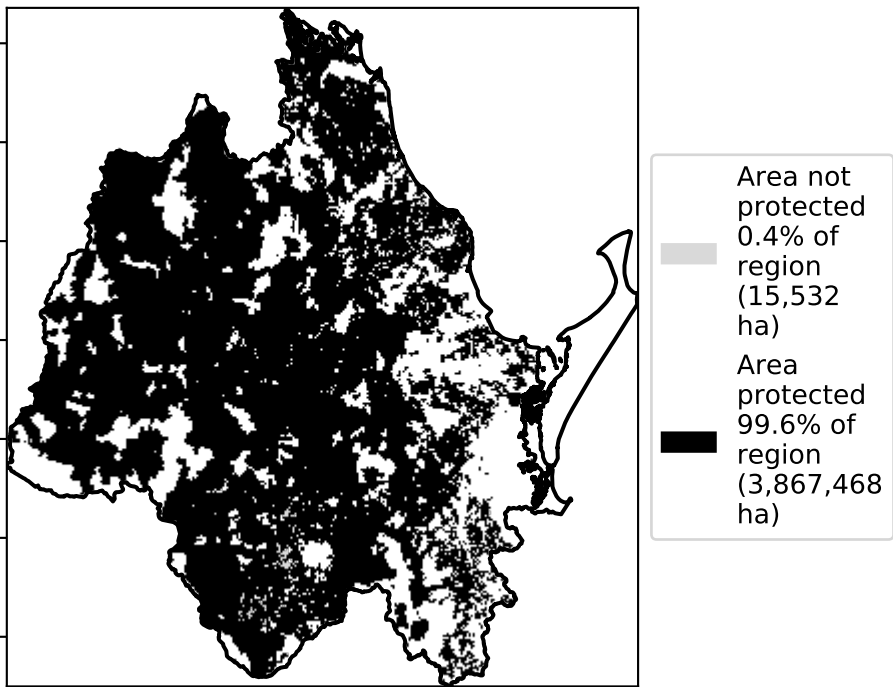 Area not
protected
0.4% of
region
(15,532
ha)
Area
protected
99.6% of
region
(3,867,468
ha)